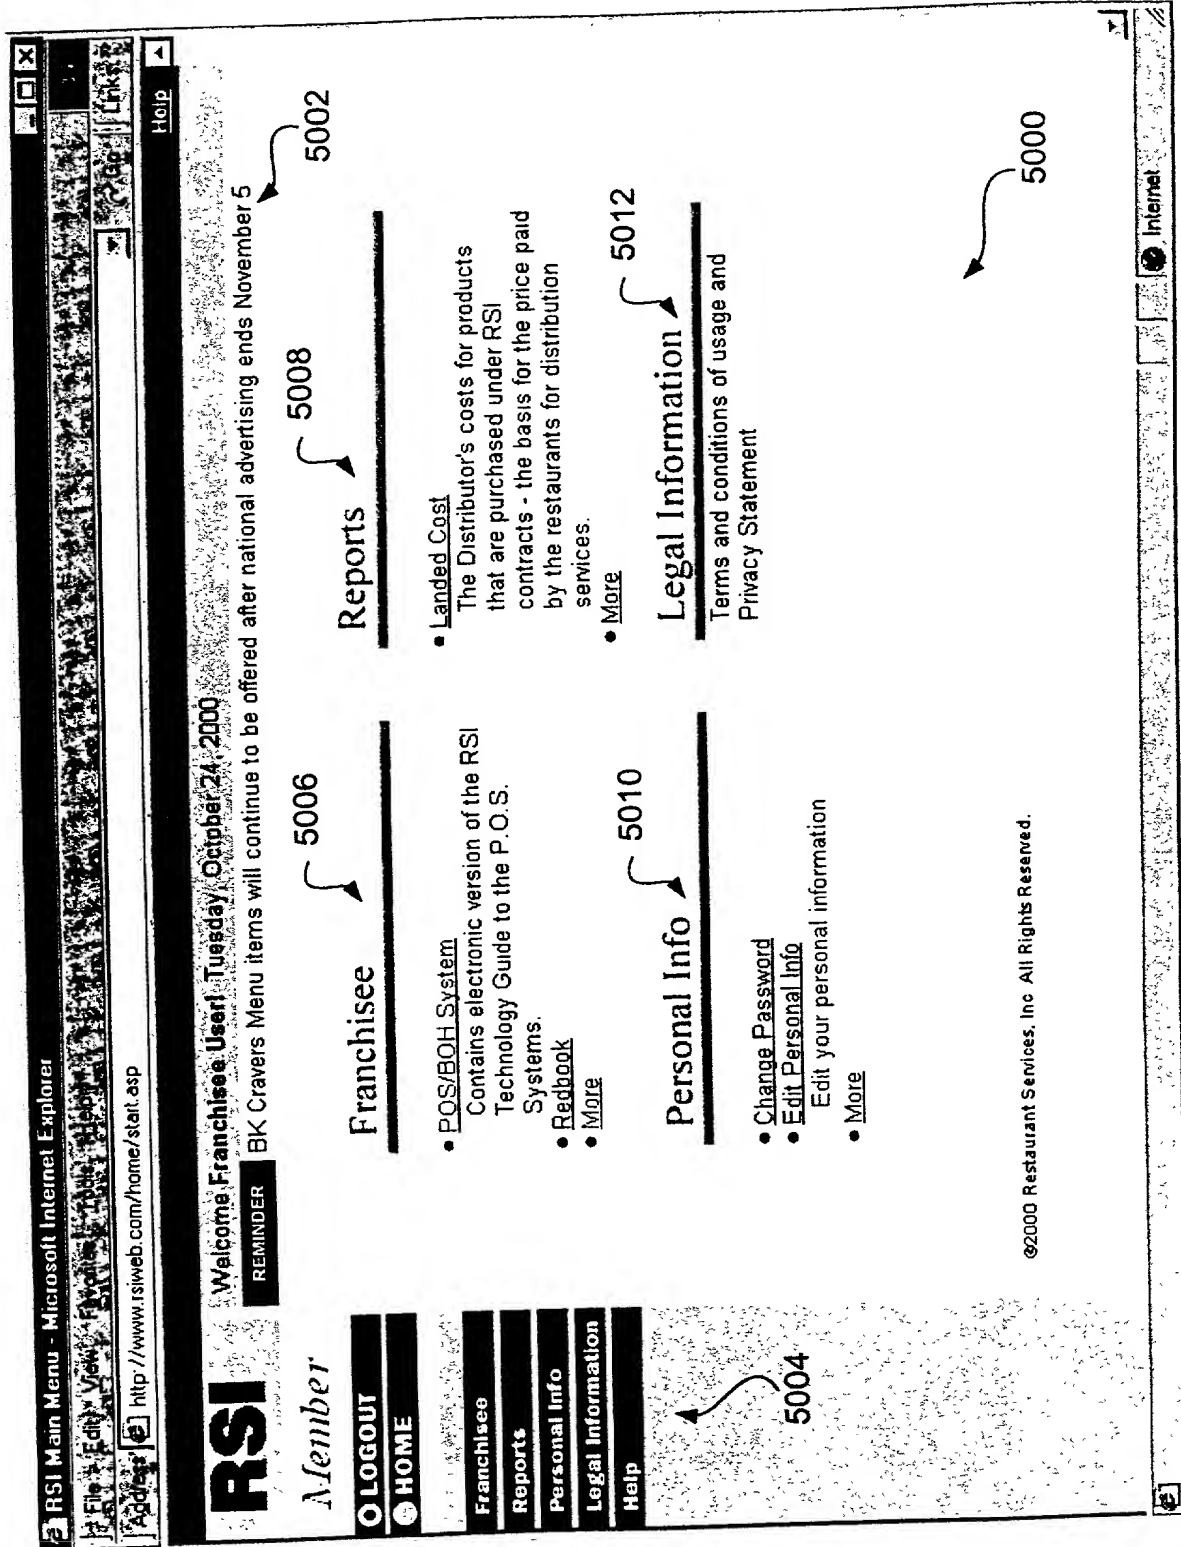 RSI Main Menu - Microsoft Internet Explorer
File Edit View Favorites Tools Help
Address http://www.rsiweb.com/home/start.asp
Go Links
Help
RSI
Welcome Franchisee User! Tuesday, October 24, 2000
REMINDER BK Cravers Menu items will continue to be offered after national advertising ends November 5
5002
Member
LOGOUT
HOME
Franchisee
Reports
Personal Info
Legal Information
Help
5004
5006
Franchisee
• POS/BOH System
Contains electronic version of the RSI
Technology Guide to the P.O.S.
Systems.
• Redbook
• More
5008
Reports
• Landed Cost
The Distributor's costs for products
that are purchased under RSI
contracts - the basis for the price paid
by the restaurants for distribution
services.
• More
5010
Personal Info
• Change Password
• Edit Personal Info
Edit your personal information
• More
5012
Legal Information
Terms and conditions of usage and
Privacy Statement
5000
©2000 Restaurant Services, Inc All Rights Reserved.
Internet